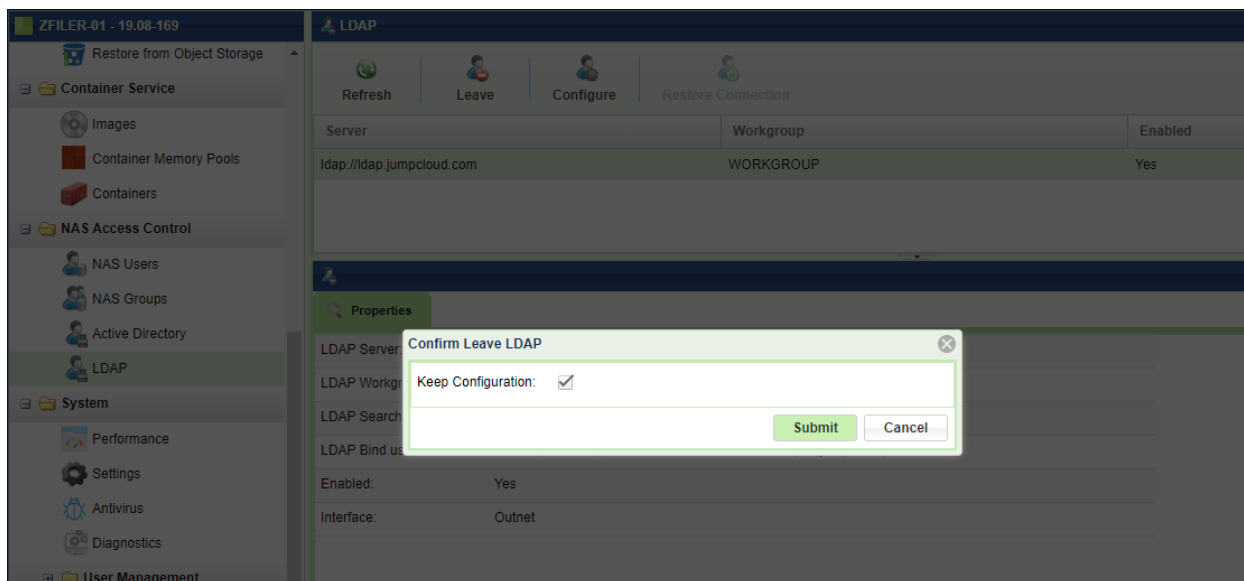 ZFILER-01 - 19.08-169
Restore from Object Storage
Container Service
Images
Container Memory Pools
Containers
NAS Access Control
NAS Users
NAS Groups
Active Directory
LDAP
System
Performance
Settings
Antivirus
Diagnostics
User Management
LDAP
Refresh Leave Configure Restore Connection
Server Workgroup Enabled
ldap://ldap.jumpcloud.com WORKGROUP Yes
Properties
LDAP Server:
LDAP Workgr
LDAP Search
LDAP Bind us
Enabled: Yes
Interface: Outnet
Confirm Leave LDAP
Keep Configuration:
Submit Cancel